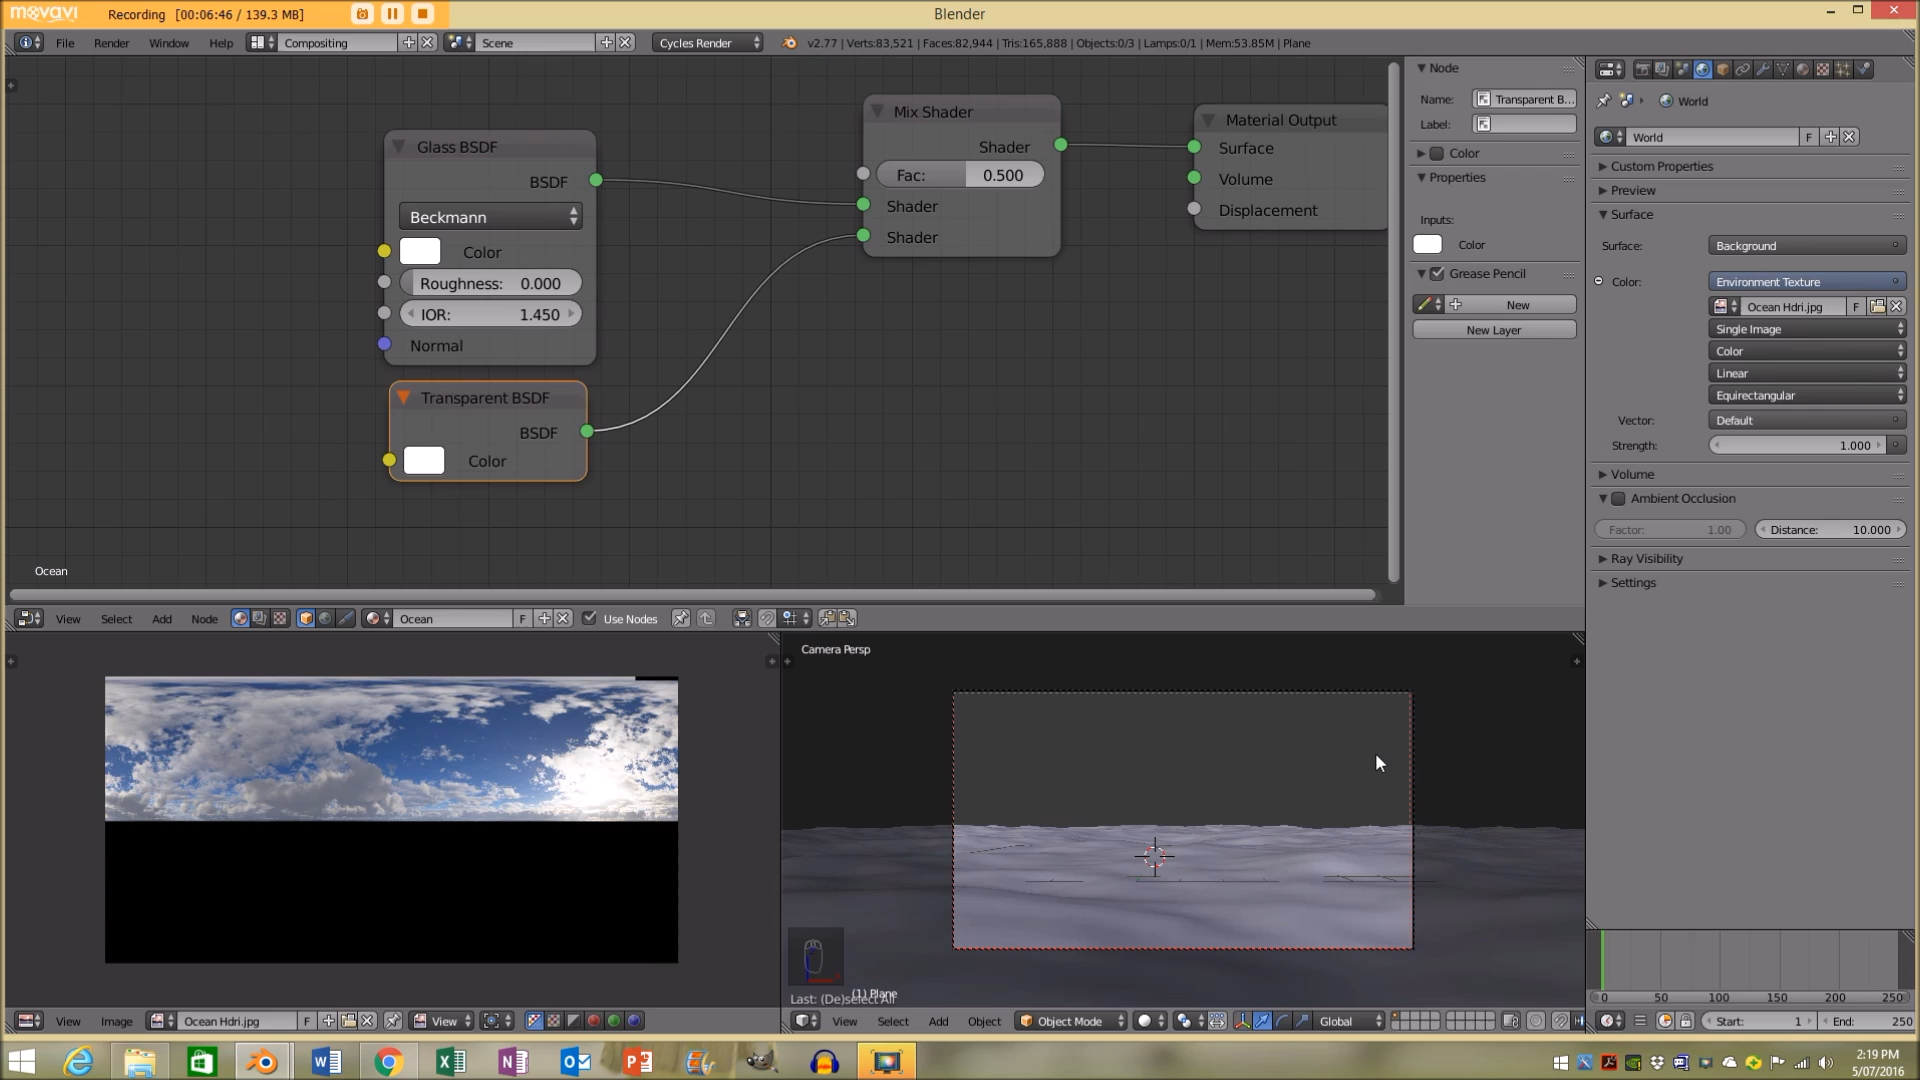 movavi Recording [00:06:46 / 139.3 MB]
Blender
File Render Window Help Compositing Scene Cycles Render v2.77 | Verts:83,521 | Faces:82,944 | Tris:165,888 | Objects:0/3 | Lamps:0/1 | Mem:53.85M | Plane
Glass BSDF
BSDF
Beckmann
Color
Roughness: 0.000
IOR: 1.450
Normal
Transparent BSDF
BSDF
Color
Mix Shader
Shader
Fac: 0.500
Shader
Shader
Material Output
Surface
Volume
Displacement
Ocean
Node
Name: Transparent B...
Label:
Color
Properties
Inputs:
Color
Grease Pencil
New
New Layer
World
World F
Custom Properties
Preview
Surface
Surface: Background
Color: Environment Texture
Ocean Hdri.jpg F
Single Image
Color
Linear
Equirectangular
Vector: Default
Strength: 1.000
Volume
Ambient Occlusion
Factor: 1.00 Distance: 10.000
Ray Visibility
Settings
View Select Add Node Ocean F Use Nodes
Camera Persp
(1) Plane
Last: (De)select All
View Image Ocean Hdri.jpg F View
View Select Add Object Object Mode Global
0 50 100 150 200 250
Start: 1 End: 250
2:19 PM
5/07/2016